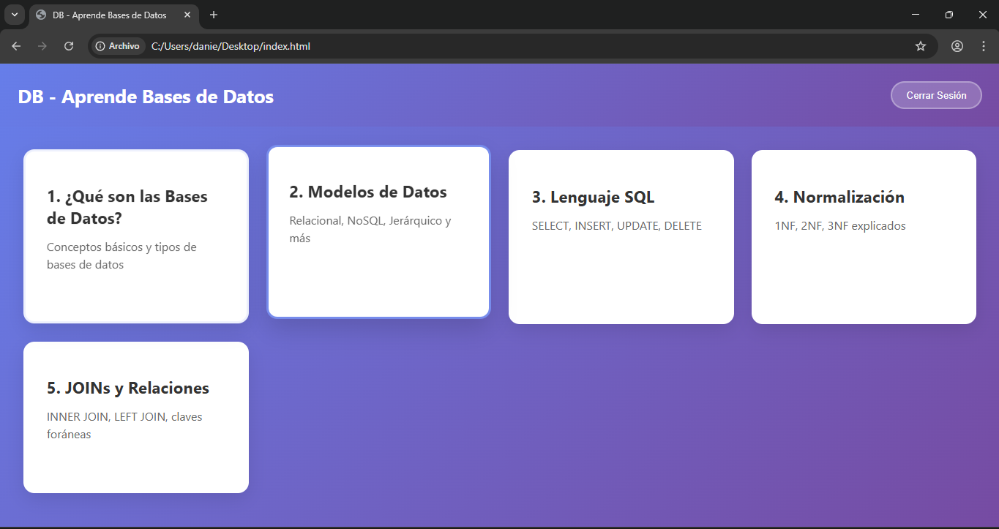 DB - Aprende Bases de Datos
Archivo
C:/Users/danie/Desktop/index.html
DB - Aprende Bases de Datos
Cerrar Sesión
1. ¿Qué son las Bases
de Datos?
Conceptos básicos y tipos de
bases de datos
2. Modelos de Datos
Relacional, NoSQL, Jerárquico y
más
3. Lenguaje SQL
SELECT, INSERT, UPDATE, DELETE
4. Normalización
1NF, 2NF, 3NF explicados
5. JOINs y Relaciones
INNER JOIN, LEFT JOIN, claves
foráneas